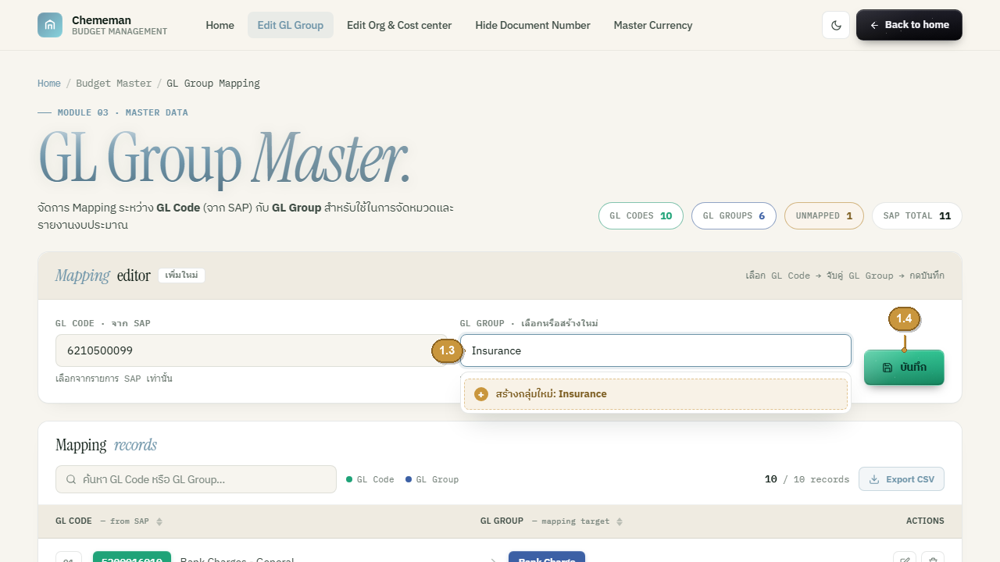 Chememan
BUDGET MANAGEMENT
Home
Edit GL Group
Edit Org & Cost center
Hide Document Number
Master Currency
Back to home
Home / Budget Master / GL Group Mapping
MODULE 03 · MASTER DATA
GL Group Master.
จัดการ Mapping ระหว่าง GL Code (จาก SAP) กับ GL Group สำหรับใช้ในการจัดหมวดและ
รายงานงบประมาณ
GL CODES 10
GL GROUPS 6
UNMAPPED 1
SAP TOTAL 11
Mapping editor เพิ่มใหม่
เลือก GL Code → จับคู่ GL Group → กดบันทึก
GL CODE · จาก SAP
GL GROUP · เลือกหรือสร้างใหม่
1.4
6210500099
1.3
Insurance
บันทึก
เลือกจากรายการ SAP เท่านั้น
สร้างกลุ่มใหม่: Insurance
Mapping records
ค้นหา GL Code หรือ GL Group...
GL Code
GL Group
10 / 10 records
Export CSV
GL CODE — from SAP
GL GROUP — mapping target
ACTIONS
Bank Charges - General
Bank Charge